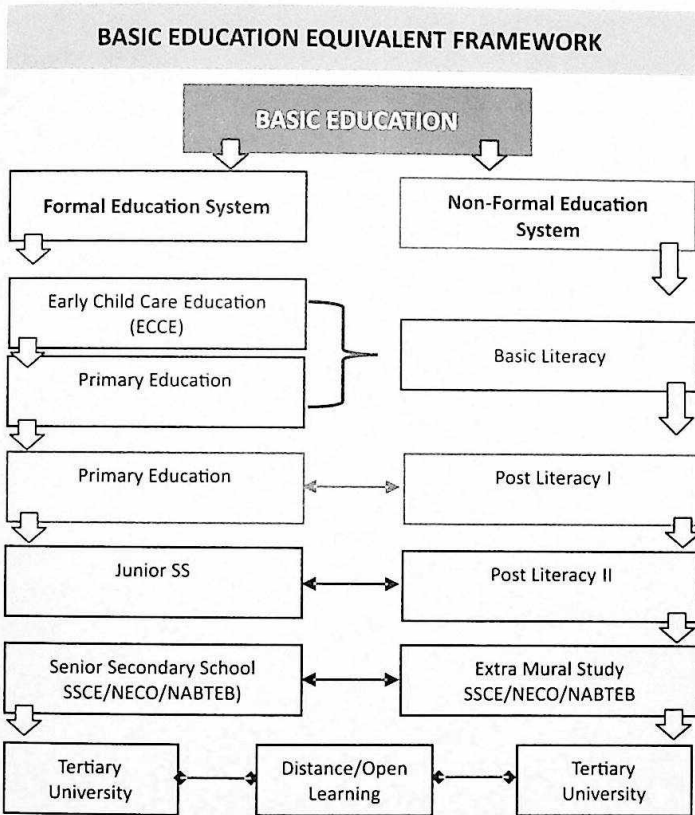 BASIC EDUCATION EQUIVALENT FRAMEWORK
BASIC EDUCATION
Formal Education System
Non-Formal Education
System
Early Child Care Education
(ECCE)
Primary Education
Basic Literacy
Primary Education
Post Literacy I
Junior SS
Post Literacy II
Senior Secondary School
SSCE/NECO/NABTEB)
Extra Mural Study
SSCE/NECO/NABTEB
Tertiary
University
Distance/Open
Learning
Tertiary
University